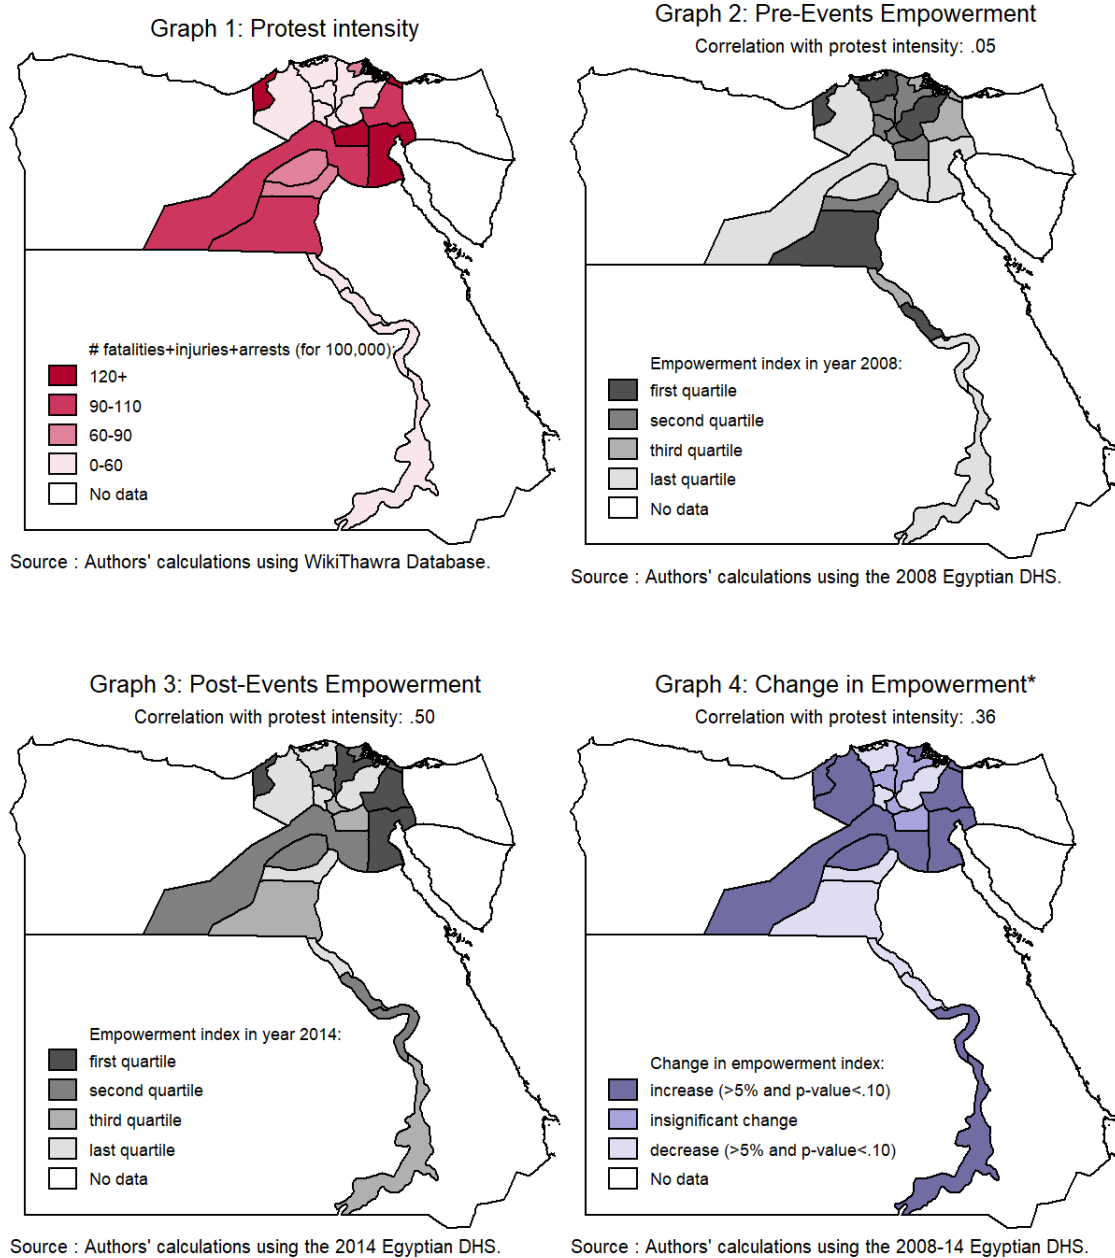 Graph 1: Protest intensity
# fatalities+injuries+arrests (for 100,000):
120+
90-110
60-90
0-60
No data
Source : Authors' calculations using WikiThawra Database.
Graph 2: Pre-Events Empowerment
Correlation with protest intensity: .05
Empowerment index in year 2008:
first quartile
second quartile
third quartile
last quartile
No data
Source : Authors' calculations using the 2008 Egyptian DHS.
Graph 3: Post-Events Empowerment
Correlation with protest intensity: .50
Empowerment index in year 2014:
first quartile
second quartile
third quartile
last quartile
No data
Source : Authors' calculations using the 2014 Egyptian DHS.
Graph 4: Change in Empowerment*
Correlation with protest intensity: .36
Change in empowerment index:
increase (>5% and p-value<.10)
insignificant change
decrease (>5% and p-value<.10)
No data
Source : Authors' calculations using the 2008-14 Egyptian DHS.